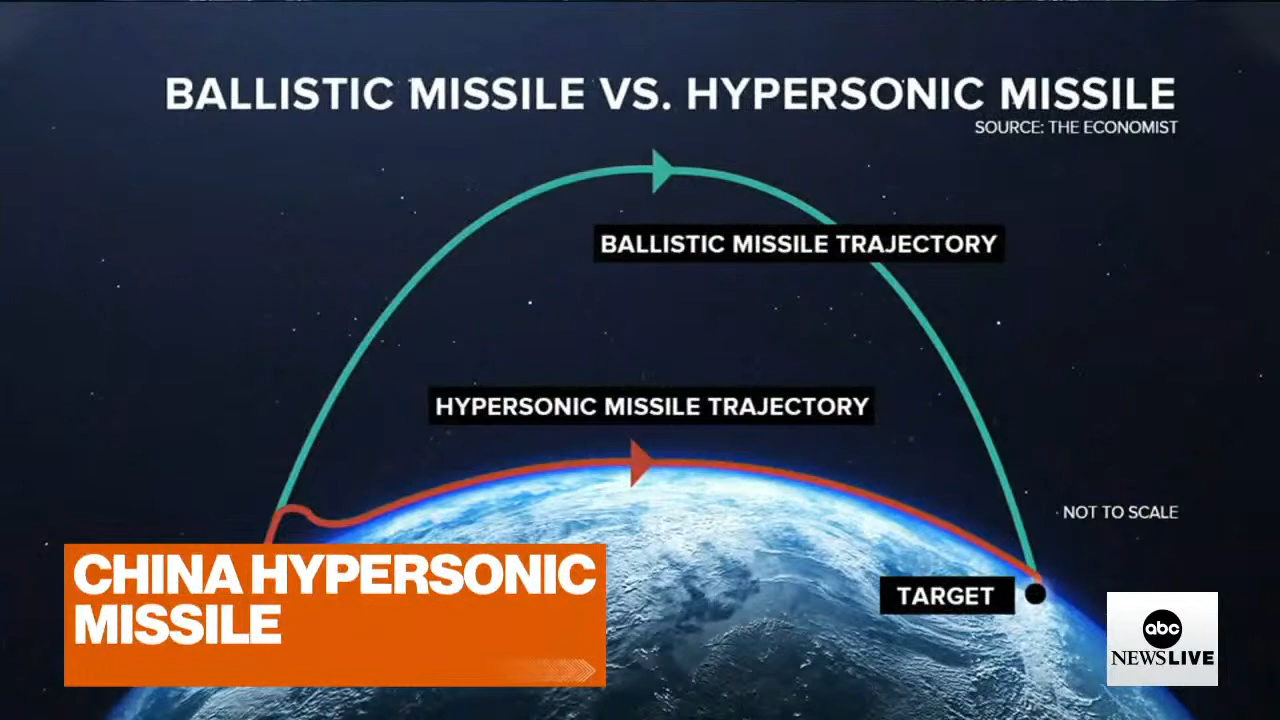 BALLISTIC MISSILE VS. HYPERSONIC MISSILE
SOURCE: THE ECONOMIST
BALLISTIC MISSILE TRAJECTORY
HYPERSONIC MISSILE TRAJECTORY
NOT TO SCALE
CHINA HYPERSONIC
MISSILE
TARGET
abc
NEWSLIVE